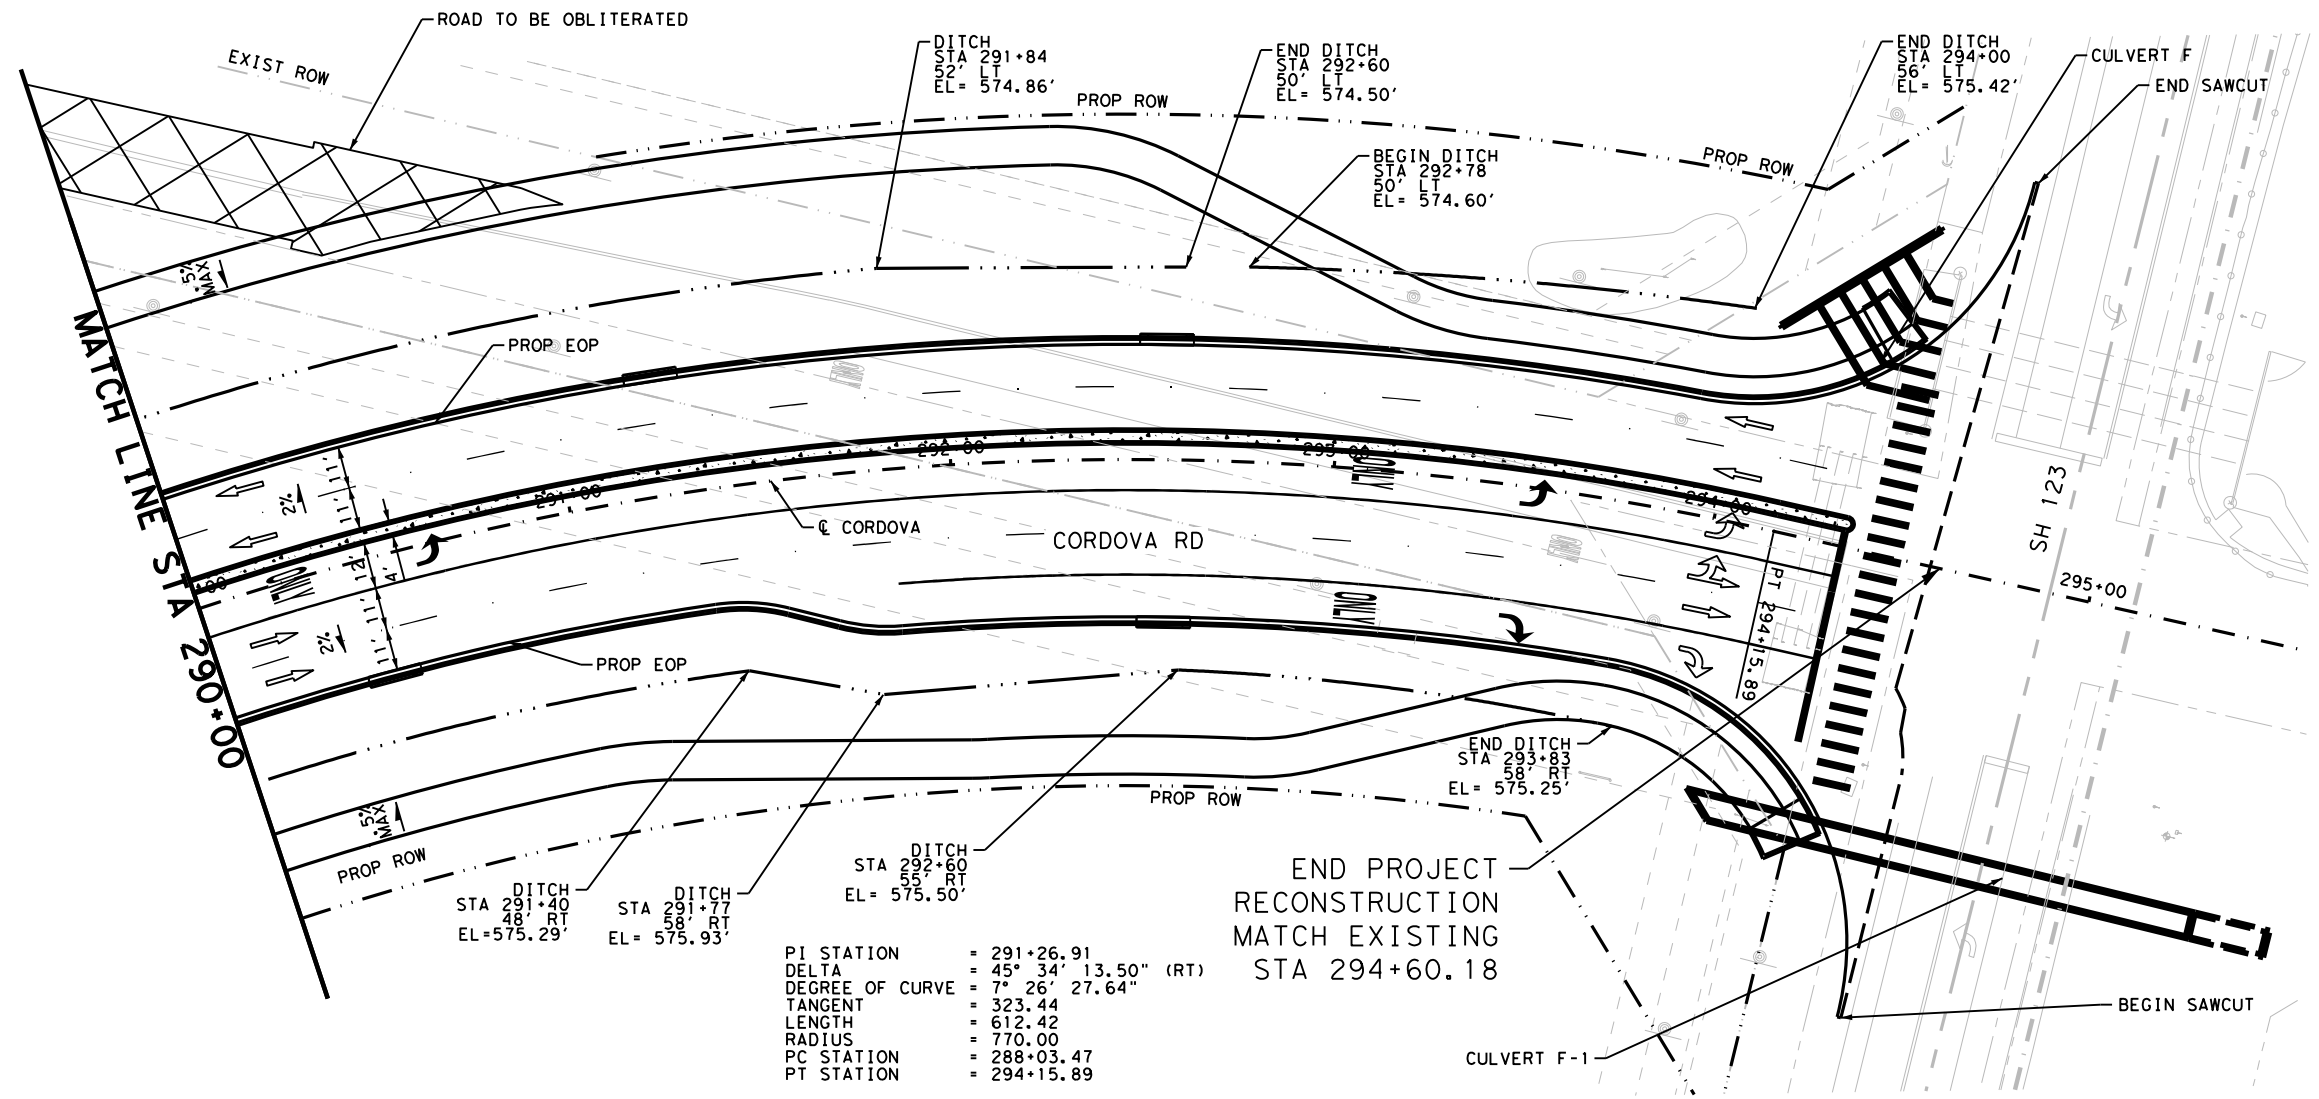 ROAD TO BE OBLITERATED
EXIST ROW
DITCH
STA 291+84
52' LT
EL= 574.86'
END DITCH
STA 292+60
50' LT
EL= 574.50'
PROP ROW
BEGIN DITCH
STA 292+78
50' LT
EL= 574.60'
PROP ROW
END DITCH
STA 294+00
56' LT
EL= 575.42'
CULVERT F
END SAWCUT
.5%
MAX
MATCH LINE STA 290+00
PROP EOP
11'
11'
2%
291+00
292+00
293+00
294+00
295+00
ONLY
ONLY
ONLY
℄ CORDOVA
CORDOVA RD
SH 123
12'
4'
11'
11'
2%
00
PT 294+15.89
PROP EOP
.5%
MAX
PROP ROW
PROP ROW
END DITCH
STA 293+83
58' RT
EL= 575.25'
DITCH
STA 291+40
48' RT
EL=575.29'
DITCH
STA 291+77
58' RT
EL= 575.93'
DITCH
STA 292+60
55' RT
EL= 575.50'
END PROJECT
RECONSTRUCTION
MATCH EXISTING
STA 294+60.18
PI STATION = 291+26.91
DELTA = 45° 34' 13.50" (RT)
DEGREE OF CURVE = 7° 26' 27.64"
TANGENT = 323.44
LENGTH = 612.42
RADIUS = 770.00
PC STATION = 288+03.47
PT STATION = 294+15.89
CULVERT F-1
BEGIN SAWCUT